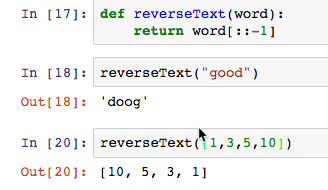 In [17]: def reverseText(word):
return word[::-1]
In [18]: reverseText("good")
Out[18]: 'doog'
In [20]: reverseText([1,3,5,10])
Out[20]: [10, 5, 3, 1]